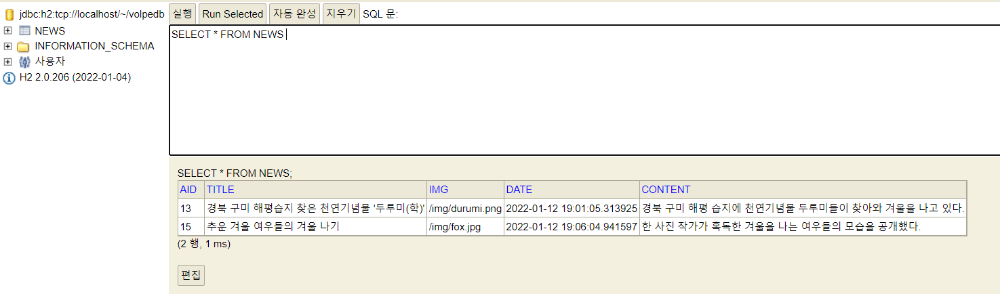 jdbc:h2:tcp://localhost/~/volpedb
NEWS
INFORMATION_SCHEMA
사용자
H2 2.0.206 (2022-01-04)
실행 Run Selected 자동 완성 지우기 SQL 문:
SELECT * FROM NEWS
SELECT * FROM NEWS;
AID TITLE IMG DATE CONTENT
13 경북 구미 해평습지 찾은 천연기념물 '두루미(학)' /img/durumi.png 2022-01-12 19:01:05.313925 경북 구미 해평 습지에 천연기념물 두루미들이 찾아와 겨울을 나고 있다.
15 추운 겨울 여우들의 겨울 나기 /img/fox.jpg 2022-01-12 19:06:04.941597 한 사진 작가가 혹독한 겨울을 나는 여우들의 모습을 공개했다.
(2 행, 1 ms)
편집